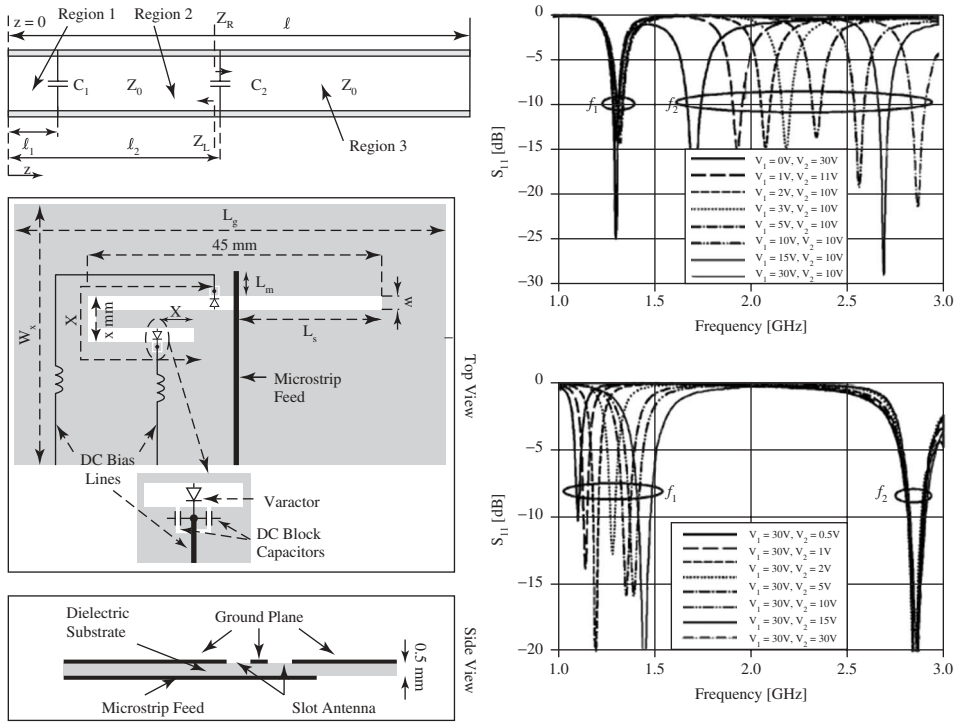 Region 1
Region 2
z = 0
Z_R
ℓ
C_1
Z_0
C_2
Z_0
ℓ_1
ℓ_2
Z_L
Region 3
z
L_g
45 mm
L_m
W
X
x mm
X
L_s
W_x
Microstrip
Feed
DC Bias
Lines
Varactor
DC Block
Capacitors
Top View
Dielectric
Substrate
Ground Plane
0.5 mm
Microstrip Feed
Slot Antenna
Side View
0
−5
−10
−15
−20
−25
−30
S_11 [dB]
f_1
f_2
V_1 = 0V, V_2 = 30V
V_1 = 1V, V_2 = 11V
V_1 = 2V, V_2 = 10V
V_1 = 3V, V_2 = 10V
V_1 = 5V, V_2 = 10V
V_1 = 10V, V_2 = 10V
V_1 = 15V, V_2 = 10V
V_1 = 30V, V_2 = 10V
1.0 1.5 2.0 2.5 3.0
Frequency [GHz]
0
−5
−10
−15
−20
S_11 [dB]
f_1
f_2
V_1 = 30V, V_2 = 0.5V
V_1 = 30V, V_2 = 1V
V_1 = 30V, V_2 = 2V
V_1 = 30V, V_2 = 5V
V_1 = 30V, V_2 = 10V
V_1 = 30V, V_2 = 15V
V_1 = 30V, V_2 = 30V
1.0 1.5 2.0 2.5 3.0
Frequency [GHz]